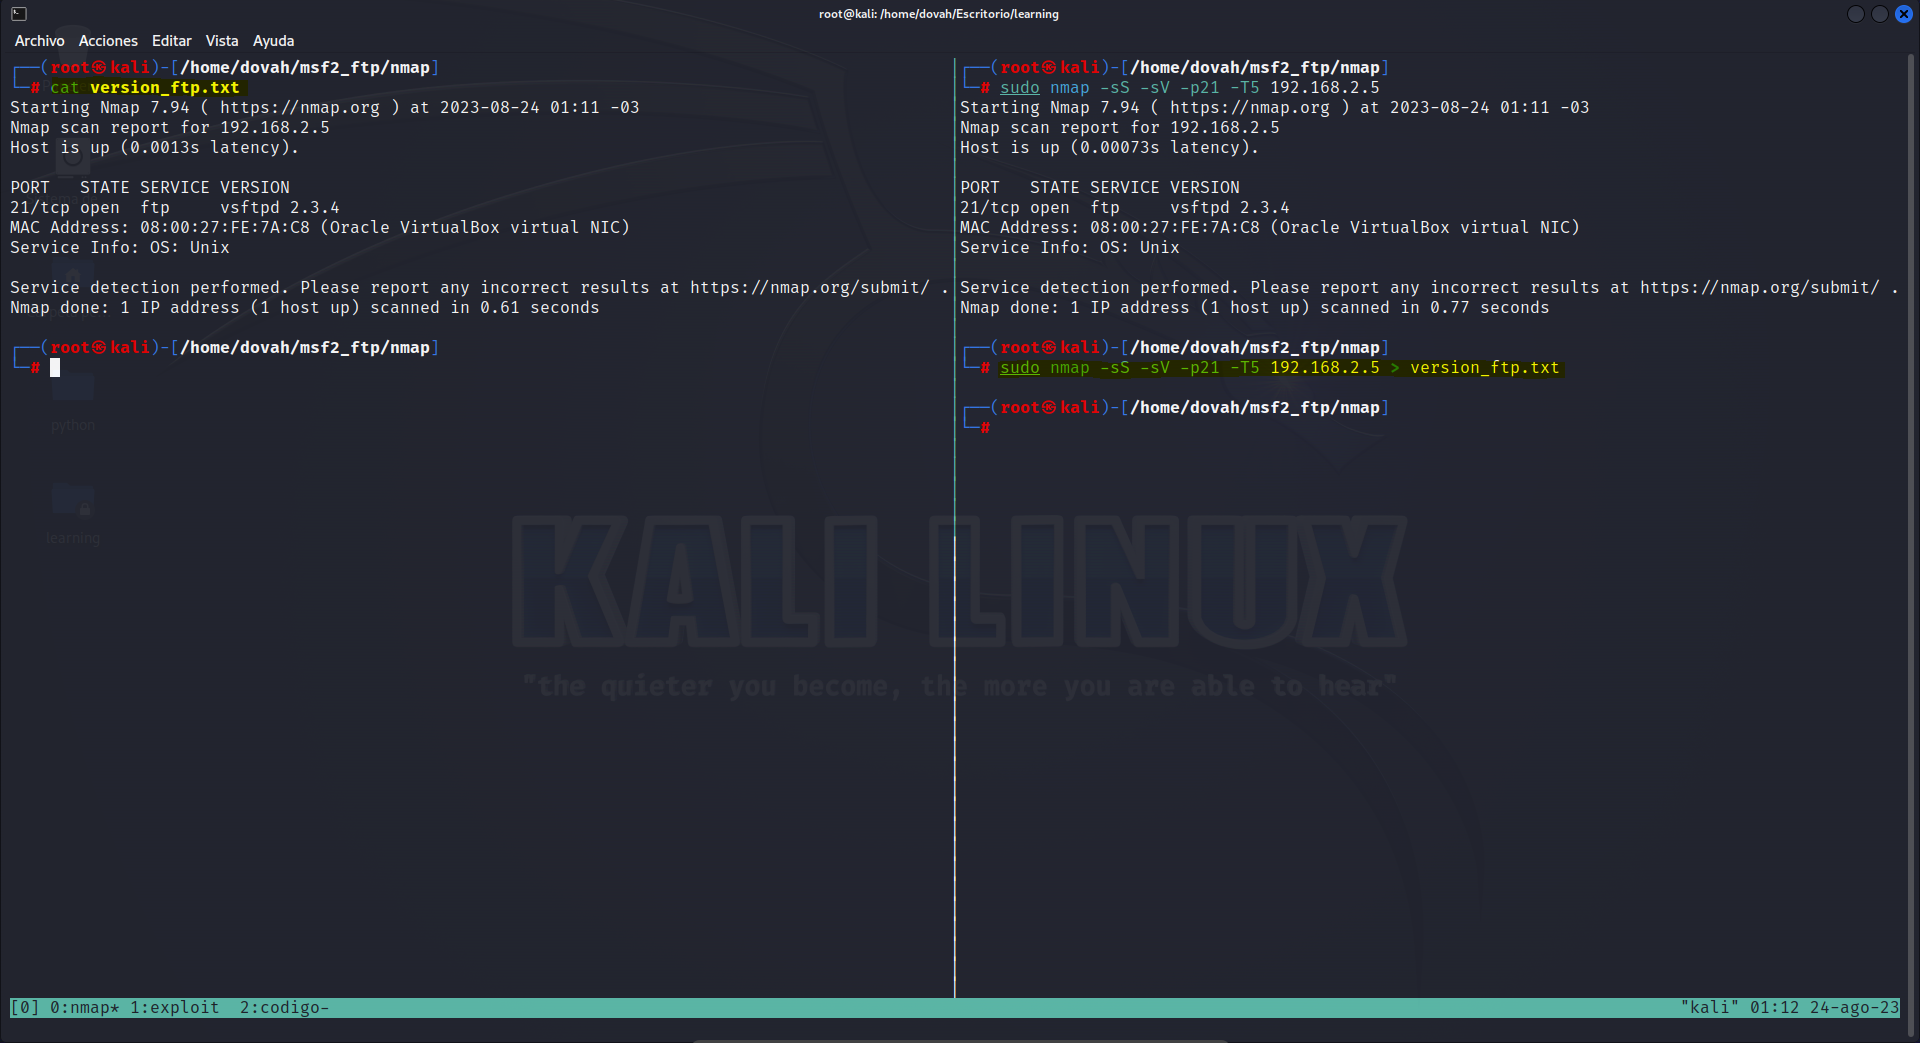 root@kali: /home/dovah/Escritorio/learning
Archivo Acciones Editar Vista Ayuda
┌──(root㉿kali)-[/home/dovah/msf2_ftp/nmap]
└─# cat version_ftp.txt
Starting Nmap 7.94 ( https://nmap.org ) at 2023-08-24 01:11 -03
Nmap scan report for 192.168.2.5
Host is up (0.0013s latency).
PORT   STATE SERVICE VERSION
21/tcp open  ftp     vsftpd 2.3.4
MAC Address: 08:00:27:FE:7A:C8 (Oracle VirtualBox virtual NIC)
Service Info: OS: Unix
Service detection performed. Please report any incorrect results at https://nmap.org/submit/ .
Nmap done: 1 IP address (1 host up) scanned in 0.61 seconds
┌──(root㉿kali)-[/home/dovah/msf2_ftp/nmap]
└─#
┌──(root㉿kali)-[/home/dovah/msf2_ftp/nmap]
└─# sudo nmap -sS -sV -p21 -T5 192.168.2.5
Starting Nmap 7.94 ( https://nmap.org ) at 2023-08-24 01:11 -03
Nmap scan report for 192.168.2.5
Host is up (0.00073s latency).
PORT   STATE SERVICE VERSION
21/tcp open  ftp     vsftpd 2.3.4
MAC Address: 08:00:27:FE:7A:C8 (Oracle VirtualBox virtual NIC)
Service Info: OS: Unix
Service detection performed. Please report any incorrect results at https://nmap.org/submit/ .
Nmap done: 1 IP address (1 host up) scanned in 0.77 seconds
┌──(root㉿kali)-[/home/dovah/msf2_ftp/nmap]
└─# sudo nmap -sS -sV -p21 -T5 192.168.2.5 > version_ftp.txt
┌──(root㉿kali)-[/home/dovah/msf2_ftp/nmap]
└─#
python
learning
KALI LINUX
"the quieter you become, the more you are able to hear"
[0] 0:nmap* 1:exploit  2:codigo-
"kali" 01:12 24-ago-23